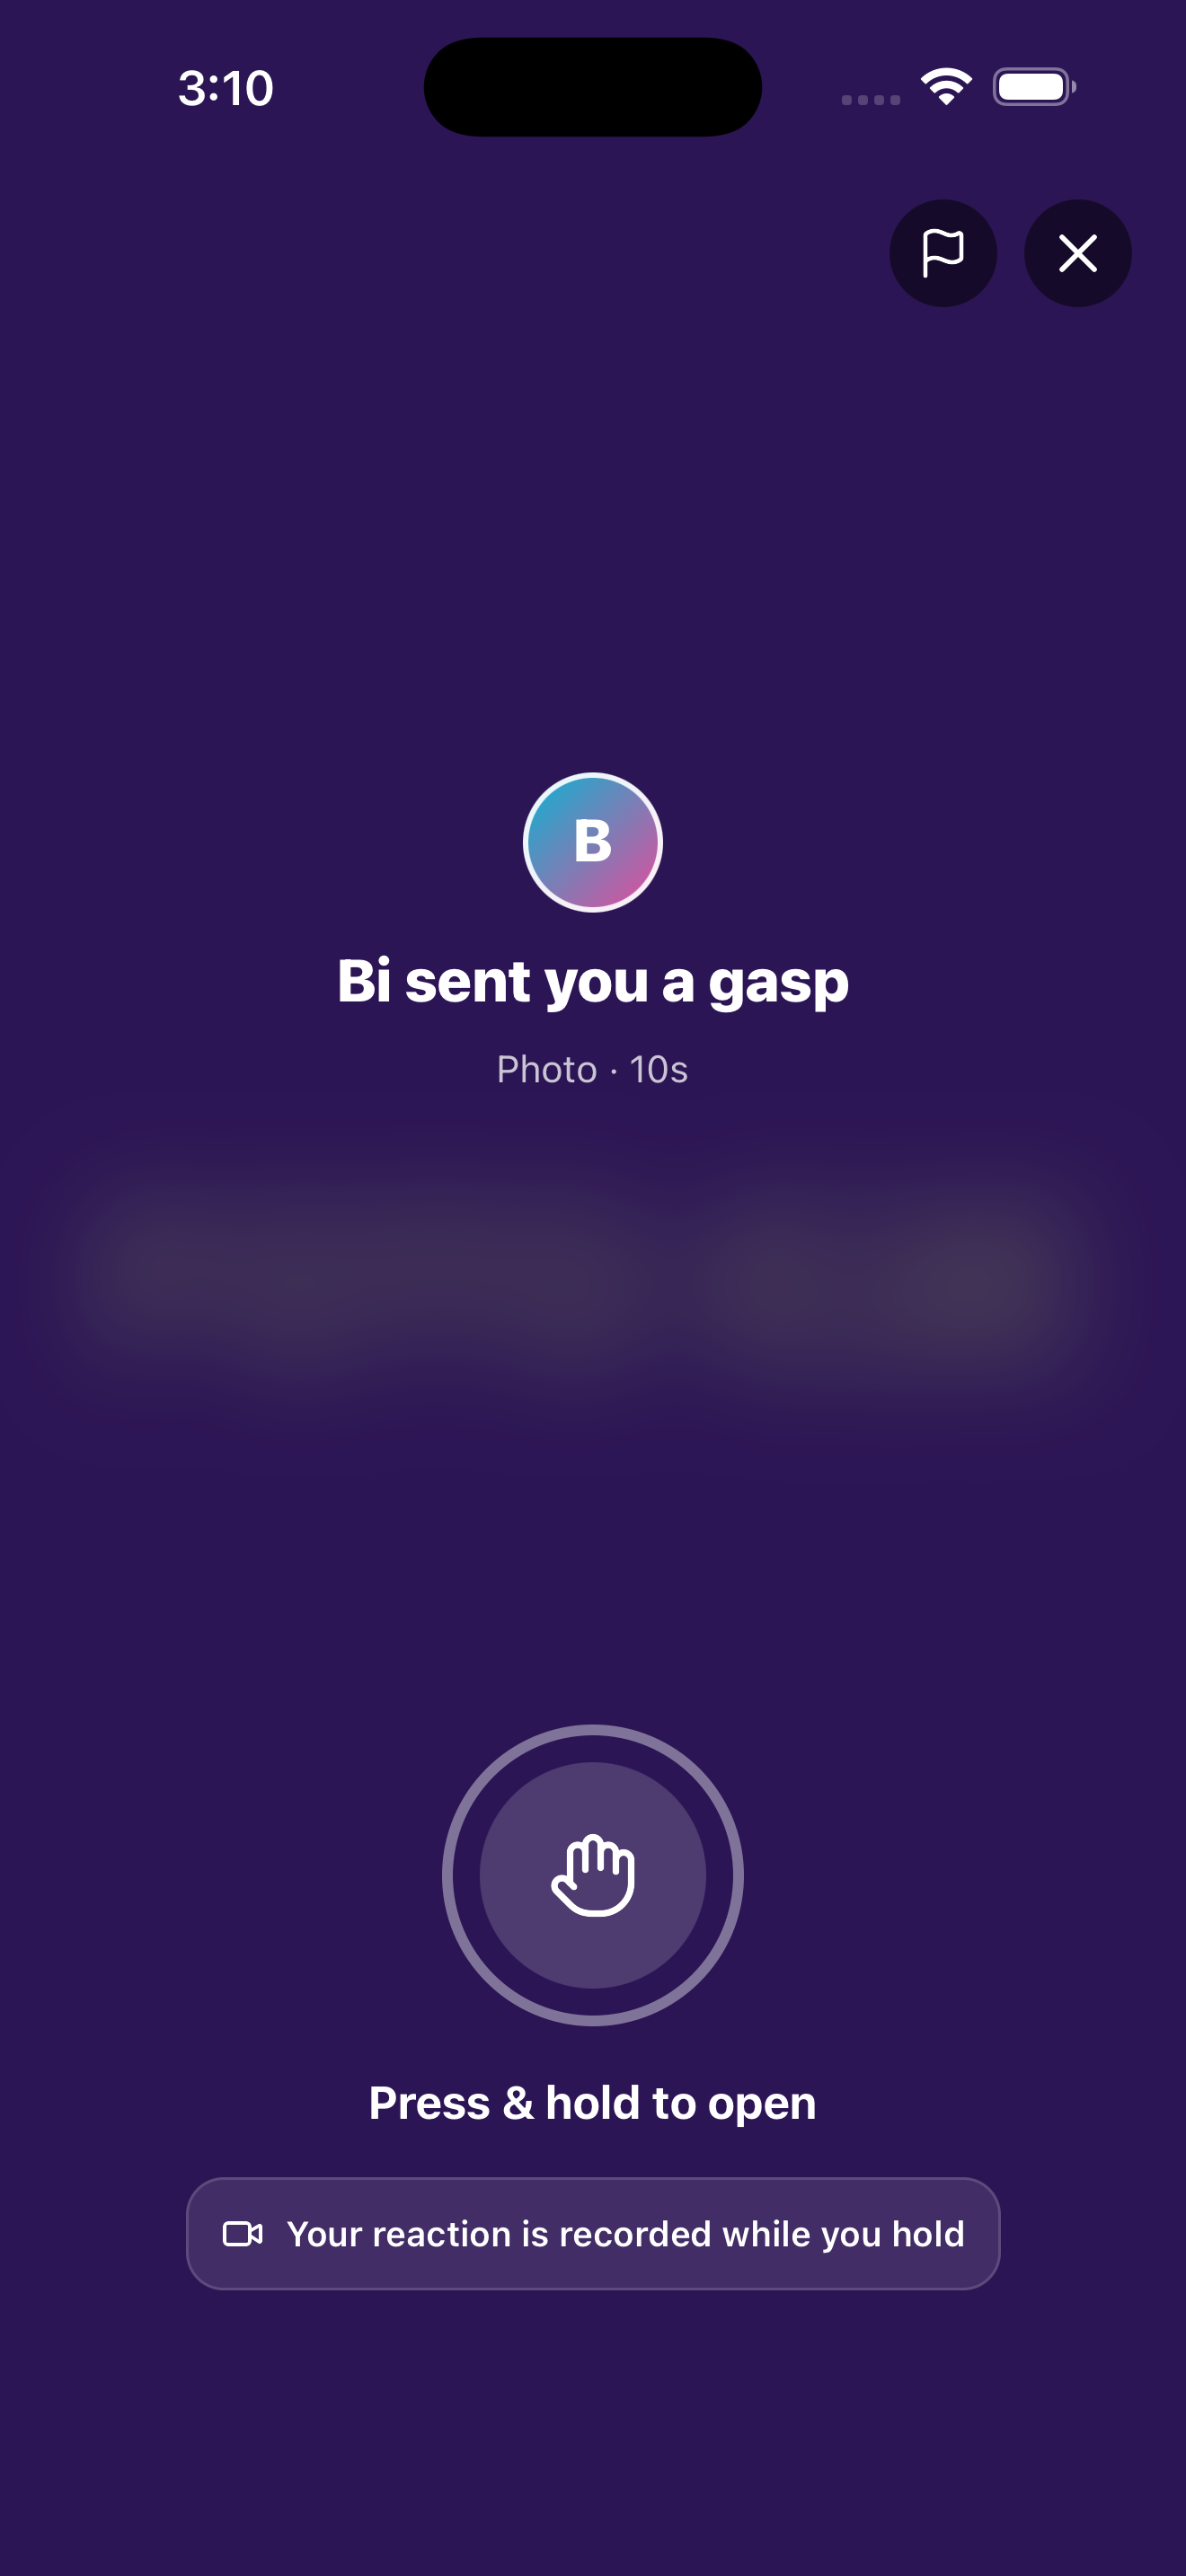 3:10
B
Bi sent you a gasp
Photo · 10s
Press & hold to open
Your reaction is recorded while you hold